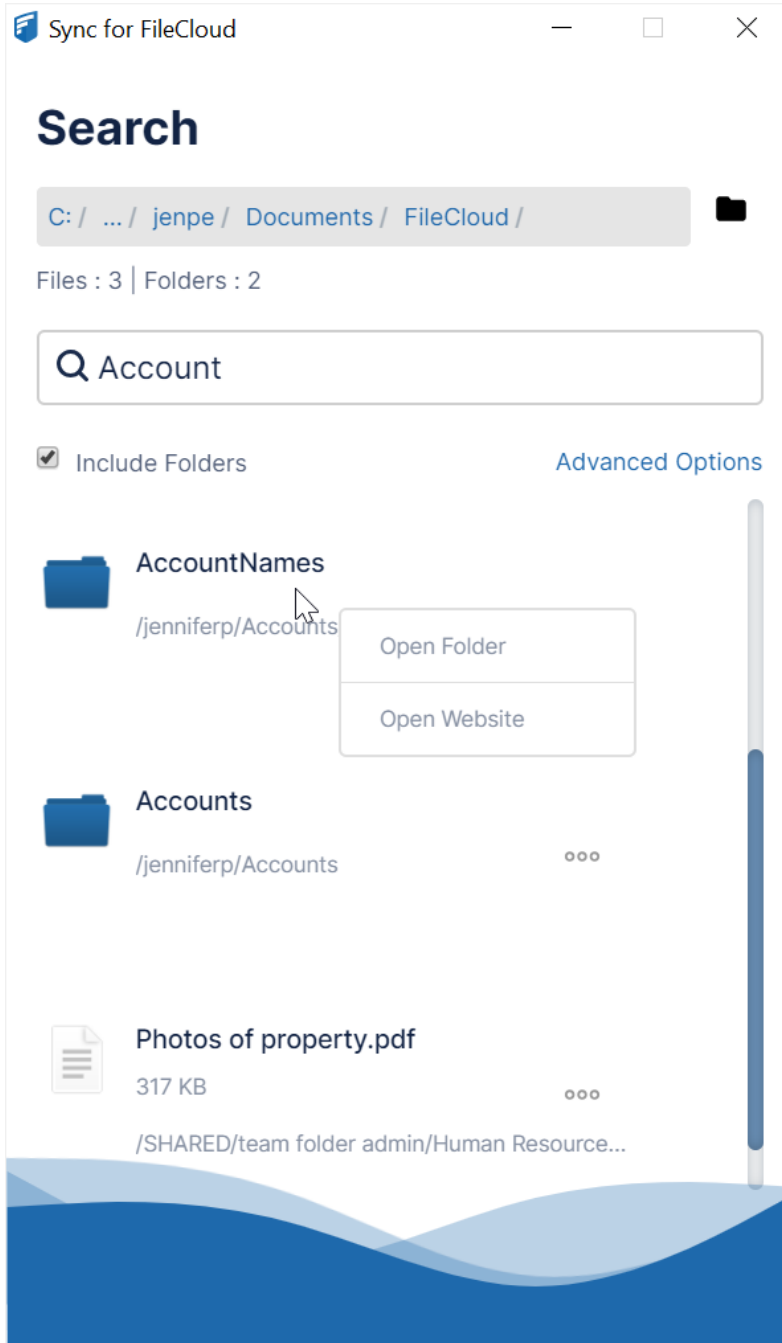 Sync for FileCloud
Search
C: / ... / jenpe / Documents / FileCloud /
Files : 3 | Folders : 2
Account
Include Folders Advanced Options
AccountNames
/jenniferp/Accounts
Open Folder
Open Website
Accounts
/jenniferp/Accounts
Photos of property.pdf
317 KB
/SHARED/team folder admin/Human Resource...